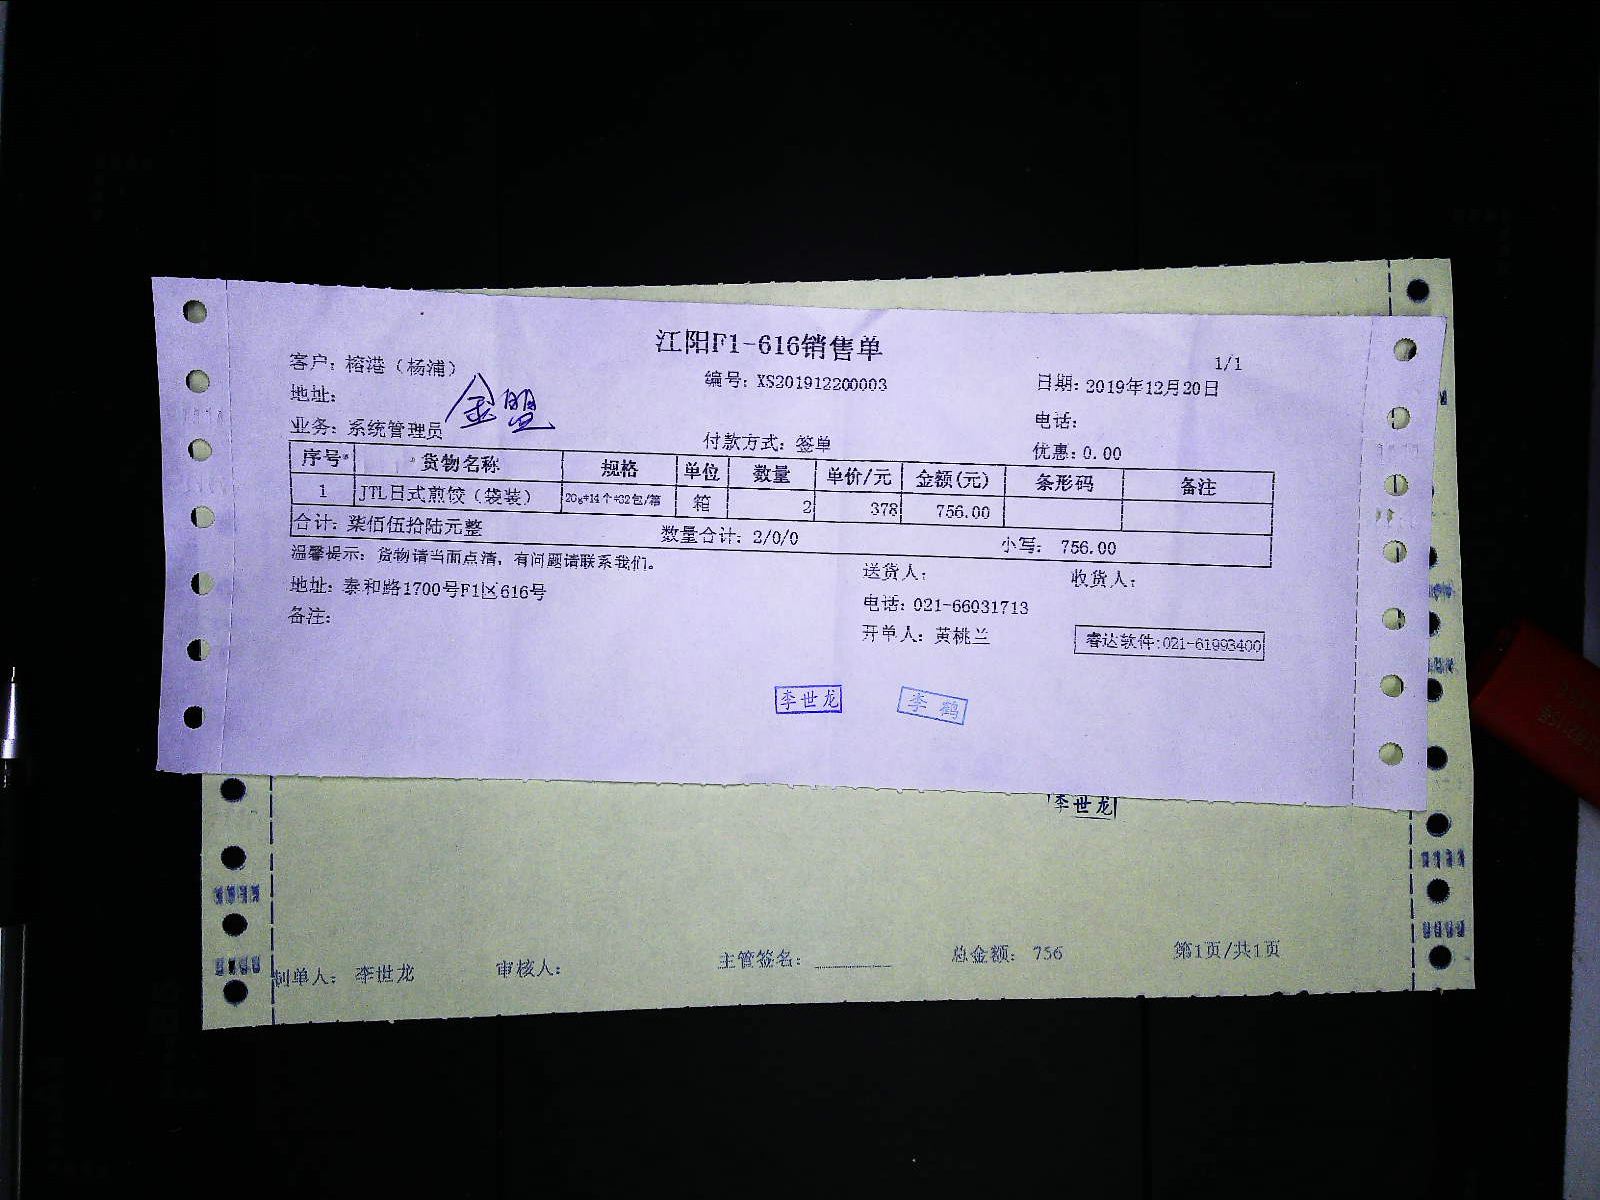 江阳F1-616销售单
1/1
客户：榕港（杨浦） 编号：XS201912200003 日期：2019年12月20日
地址： 金盟 电话：
业务：系统管理员 付款方式：签单 优惠：0.00
序号 货物名称 规格 单位 数量 单价/元 金额(元) 条形码 备注
1 JTL日式煎饺（袋装） 20g*14个*32包/箱 箱 2 378 756.00
合计：柒佰伍拾陆元整 数量合计：2/0/0 小写： 756.00
温馨提示：货物请当面点清，有问题请联系我们。 送货人： 收货人：
地址：泰和路1700号F1区616号 电话：021-66031713
备注： 开单人：黄桃兰 睿达软件:021-61993400
李世龙 李鹤
李世龙
制单人： 李世龙 审核人： 主管签名： 总金额： 756 第1页/共1页